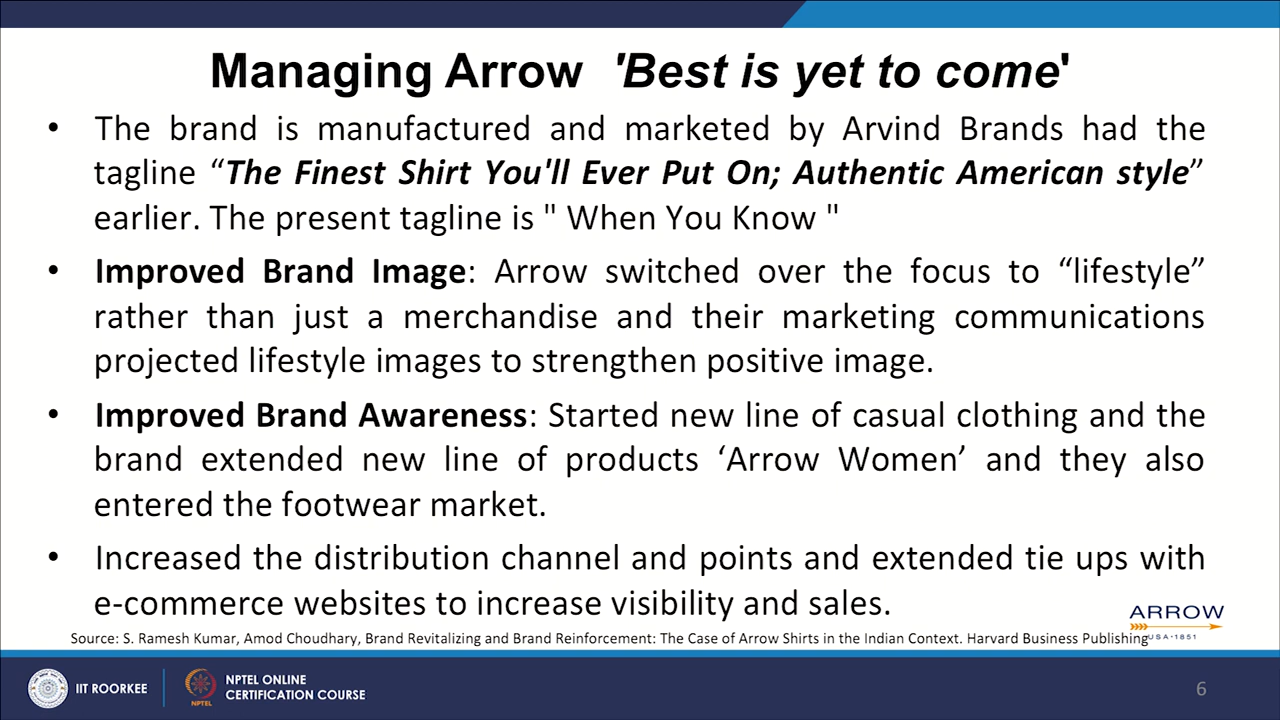 Managing Arrow 'Best is yet to come'
• The brand is manufactured and marketed by Arvind Brands had the
tagline “The Finest Shirt You'll Ever Put On; Authentic American style”
earlier. The present tagline is " When You Know "
• Improved Brand Image: Arrow switched over the focus to “lifestyle”
rather than just a merchandise and their marketing communications
projected lifestyle images to strengthen positive image.
• Improved Brand Awareness: Started new line of casual clothing and the
brand extended new line of products ‘Arrow Women’ and they also
entered the footwear market.
• Increased the distribution channel and points and extended tie ups with
e-commerce websites to increase visibility and sales.
ARROW
USA•1851
Source: S. Ramesh Kumar, Amod Choudhary, Brand Revitalizing and Brand Reinforcement: The Case of Arrow Shirts in the Indian Context. Harvard Business Publishing
IIT ROORKEE
NPTEL
NPTEL ONLINE
CERTIFICATION COURSE
6